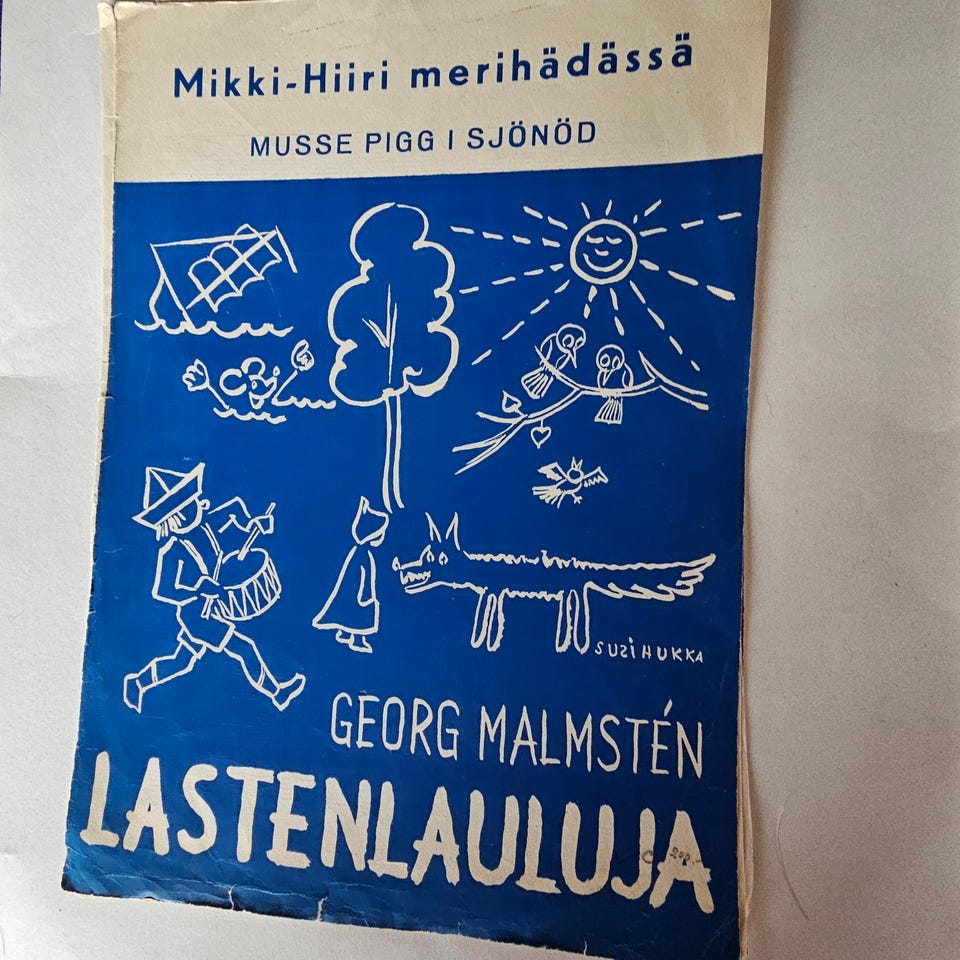 Mikki-Hiiri merihädässä
MUSSE PIGG I SJÖNÖD
SUSIHUKKA
GEORG MALMSTÉN
LASTENLAULUJA